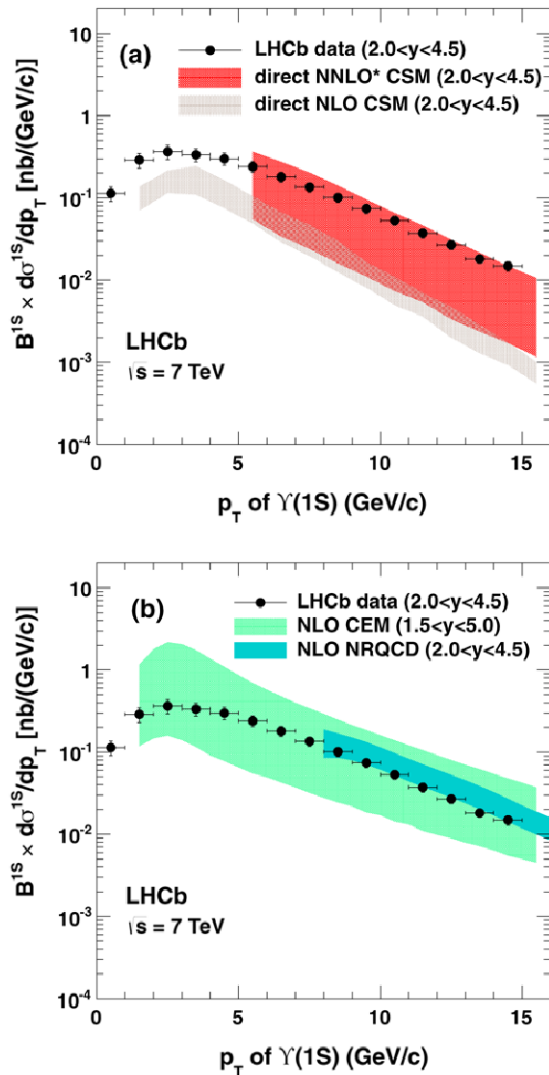 10
1
10⁻¹
10⁻²
10⁻³
10⁻⁴
0
5
10
15
B¹ˢ × dσ¹ˢ/dp_T [nb/(GeV/c)]
p_T of ϒ(1S) (GeV/c)
(a)
LHCb data (2.0<y<4.5)
direct NNLO* CSM (2.0<y<4.5)
direct NLO CSM (2.0<y<4.5)
LHCb
√s = 7 TeV
10
1
10⁻¹
10⁻²
10⁻³
10⁻⁴
0
5
10
15
B¹ˢ × dσ¹ˢ/dp_T [nb/(GeV/c)]
p_T of ϒ(1S) (GeV/c)
(b)
LHCb data (2.0<y<4.5)
NLO CEM (1.5<y<5.0)
NLO NRQCD (2.0<y<4.5)
LHCb
√s = 7 TeV